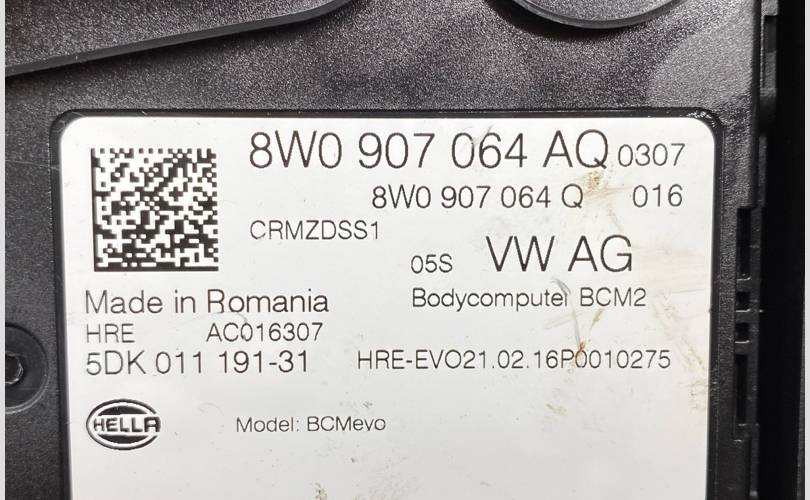 8W0 907 064 AQ 0307
8W0 907 064 Q 016
CRMZDSS1
05S VW AG
Made in Romania Bodycomputer BCM2
HRE AC016307
5DK 011 191-31 HRE-EVO21.02.16P0010275
HELLA Model: BCMevo